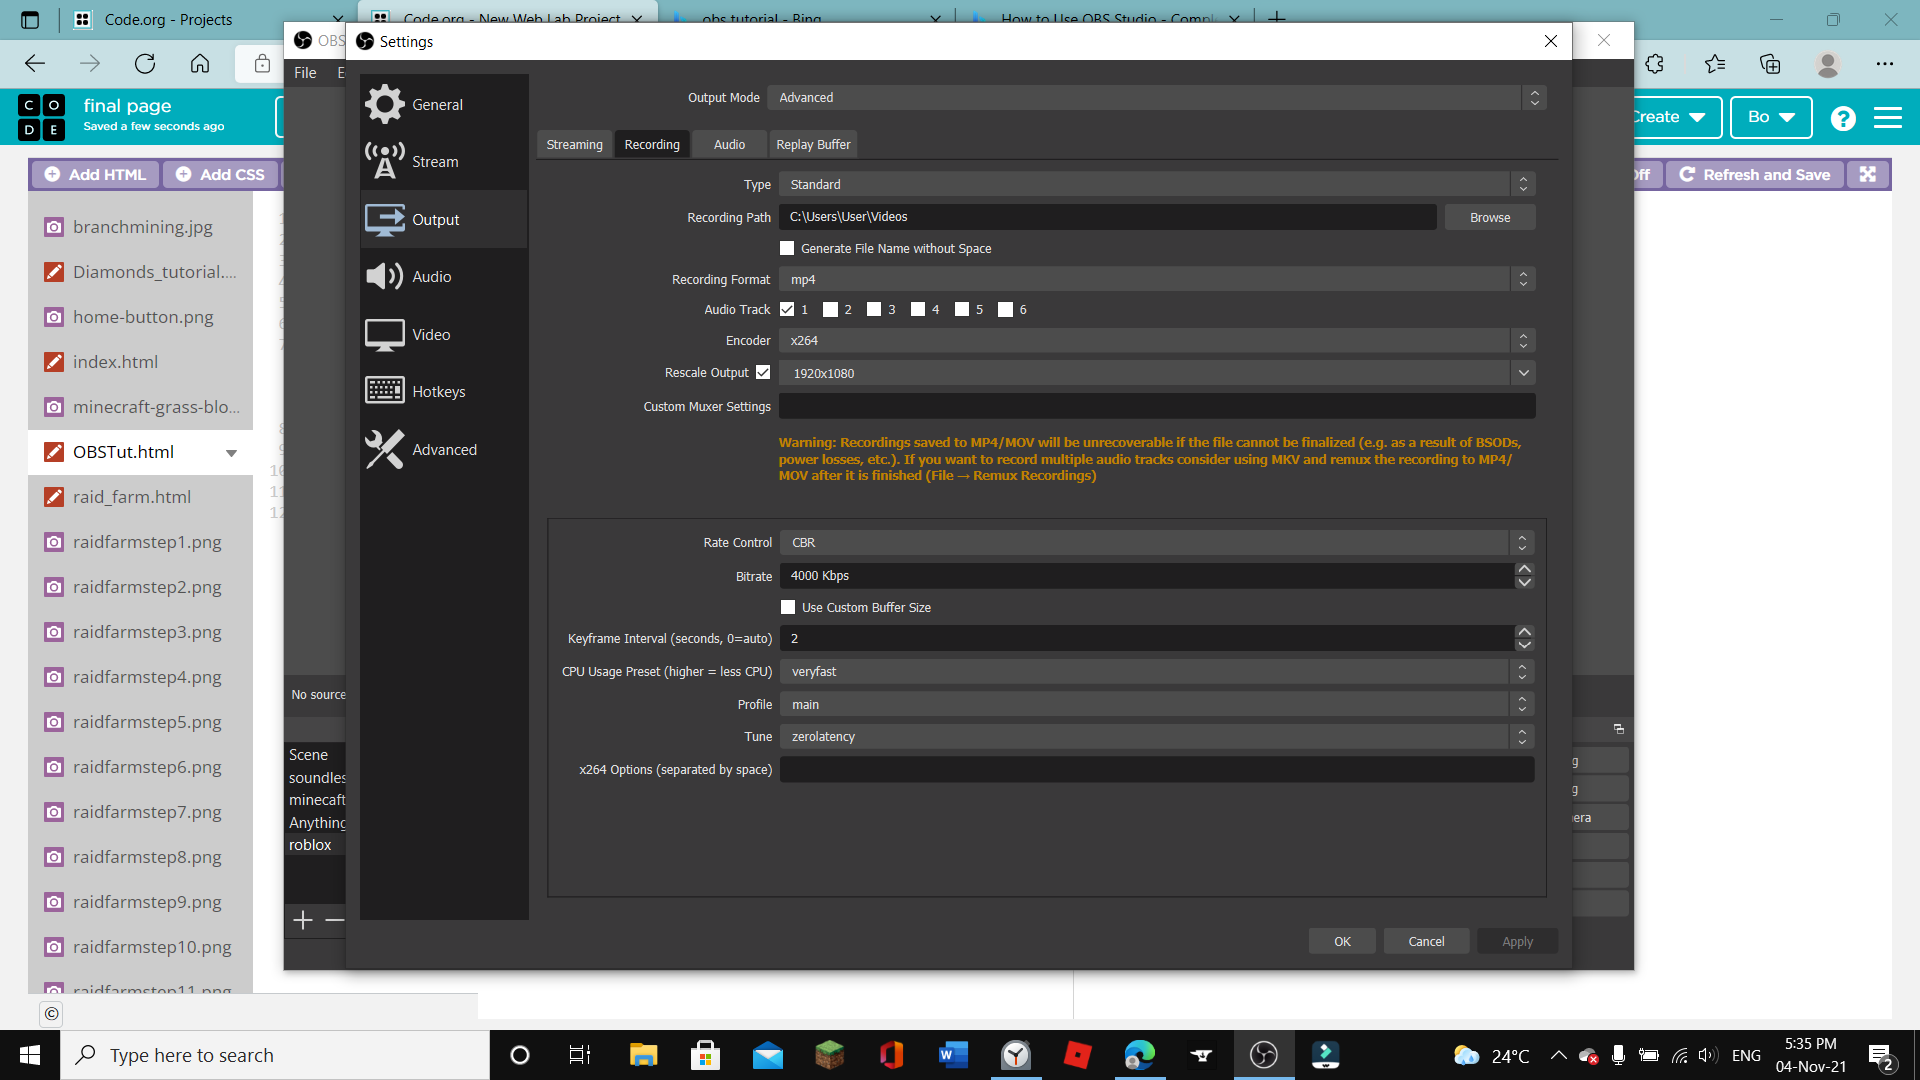 Code.org - Projects
Code.org - New Web Lab Project
obs tutorial - Bing
How to Use OBS Studio - Compl
OBS
Settings
File
CODE
final page
Saved a few seconds ago
Create
Bo
?
Add HTML
Add CSS
Off
Refresh and Save
branchmining.jpg
Diamonds_tutorial....
home-button.png
index.html
minecraft-grass-blo...
OBSTut.html
raid_farm.html
raidfarmstep1.png
raidfarmstep2.png
raidfarmstep3.png
raidfarmstep4.png
raidfarmstep5.png
raidfarmstep6.png
raidfarmstep7.png
raidfarmstep8.png
raidfarmstep9.png
raidfarmstep10.png
raidfarmstep11.png
©
General
Stream
Output
Audio
Video
Hotkeys
Advanced
Output Mode Advanced
Streaming Recording Audio Replay Buffer
Type Standard
Recording Path C:\Users\User\Videos Browse
Generate File Name without Space
Recording Format mp4
Audio Track 1 2 3 4 5 6
Encoder x264
Rescale Output 1920x1080
Custom Muxer Settings
Warning: Recordings saved to MP4/MOV will be unrecoverable if the file cannot be finalized (e.g. as a result of BSODs,
power losses, etc.). If you want to record multiple audio tracks consider using MKV and remux the recording to MP4/
MOV after it is finished (File → Remux Recordings)
Rate Control CBR
Bitrate 4000 Kbps
Use Custom Buffer Size
Keyframe Interval (seconds, 0=auto) 2
CPU Usage Preset (higher = less CPU) veryfast
Profile main
Tune zerolatency
x264 Options (separated by space)
OK Cancel Apply
No source
Scene
soundles
minecaft
Anything
roblox
Type here to search
24°C
ENG
5:35 PM
04-Nov-21
2